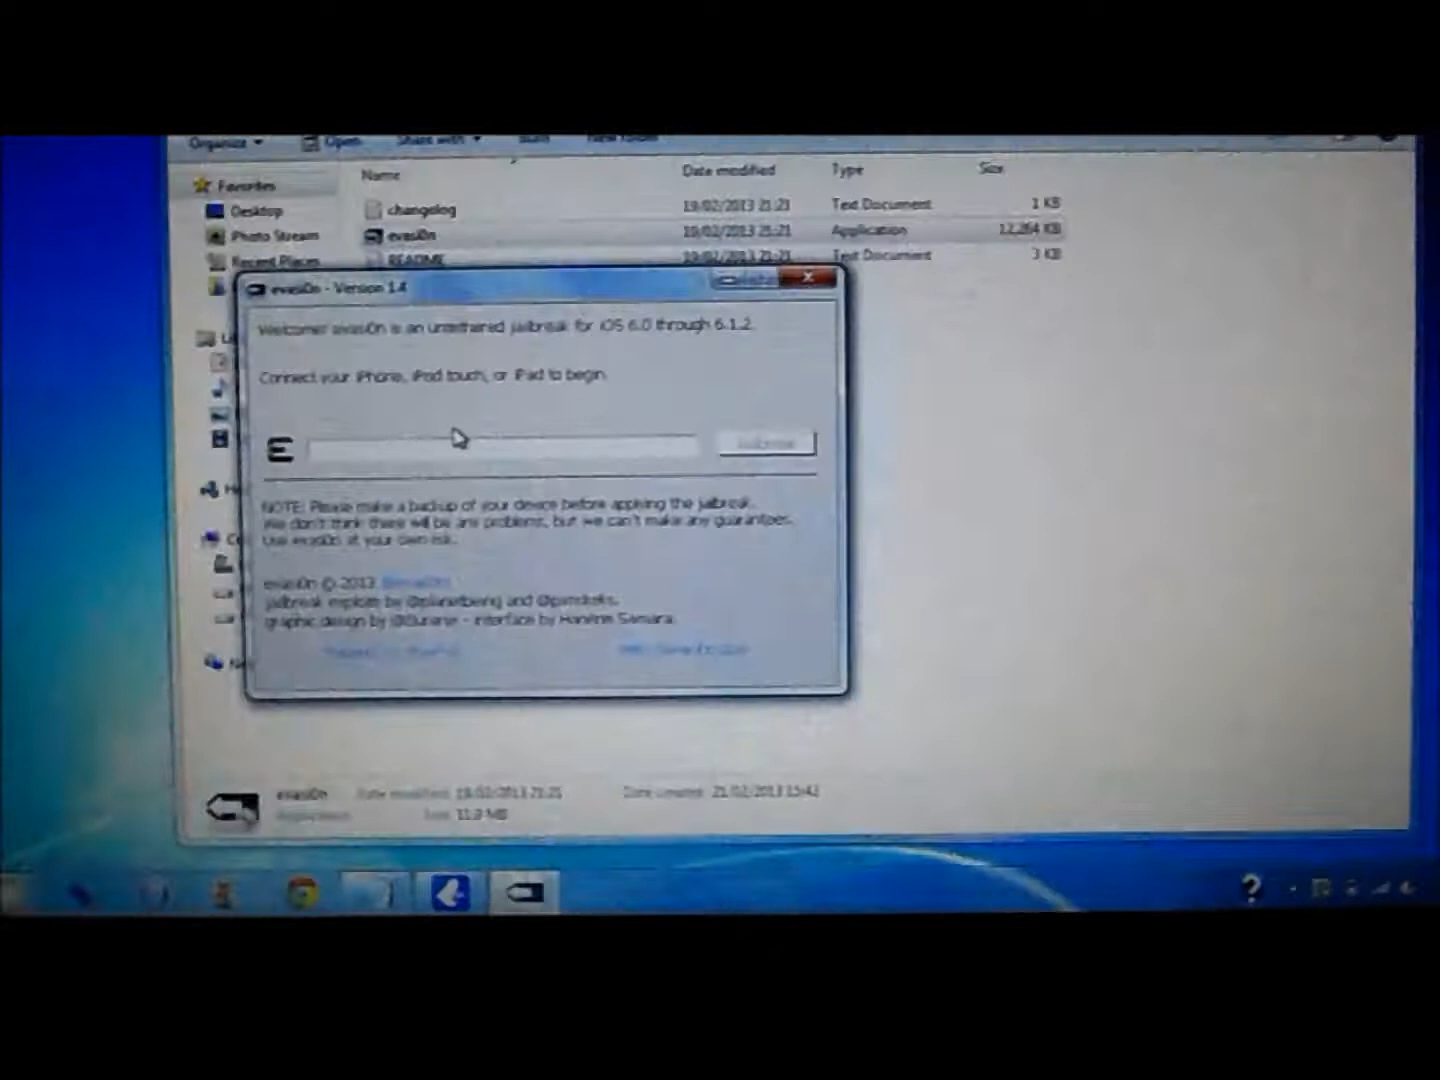 Organize Open Share with Burn New folder
Name Date modified Type Size
Favorites
Desktop
Photo Stream
Recent Places
changelog 19/02/2013 21:21 Text Document 1 KB
evasi0n 19/02/2013 21:21 Application 12,264 KB
README 19/02/2013 21:21 Text Document 3 KB
evasi0n - Version 1.4
Welcome! evasi0n is an untethered jailbreak for iOS 6.0 through 6.1.2.
Connect your iPhone, iPod touch, or iPad to begin.
Jailbreak
NOTE: Please make a backup of your device before applying the jailbreak.
We don't think there will be any problems, but we can't make any guarantees.
Use evasi0n at your own risk.
evasi0n © 2013
jailbreak exploits by @planetbeing and @pimskeks.
graphic design by @Surenix - interface by Hanéne Samara
evasi0n Date modified: 19/02/2013 21:21 Date created: 21/02/2013 15:42
Application Size: 11.9 MB